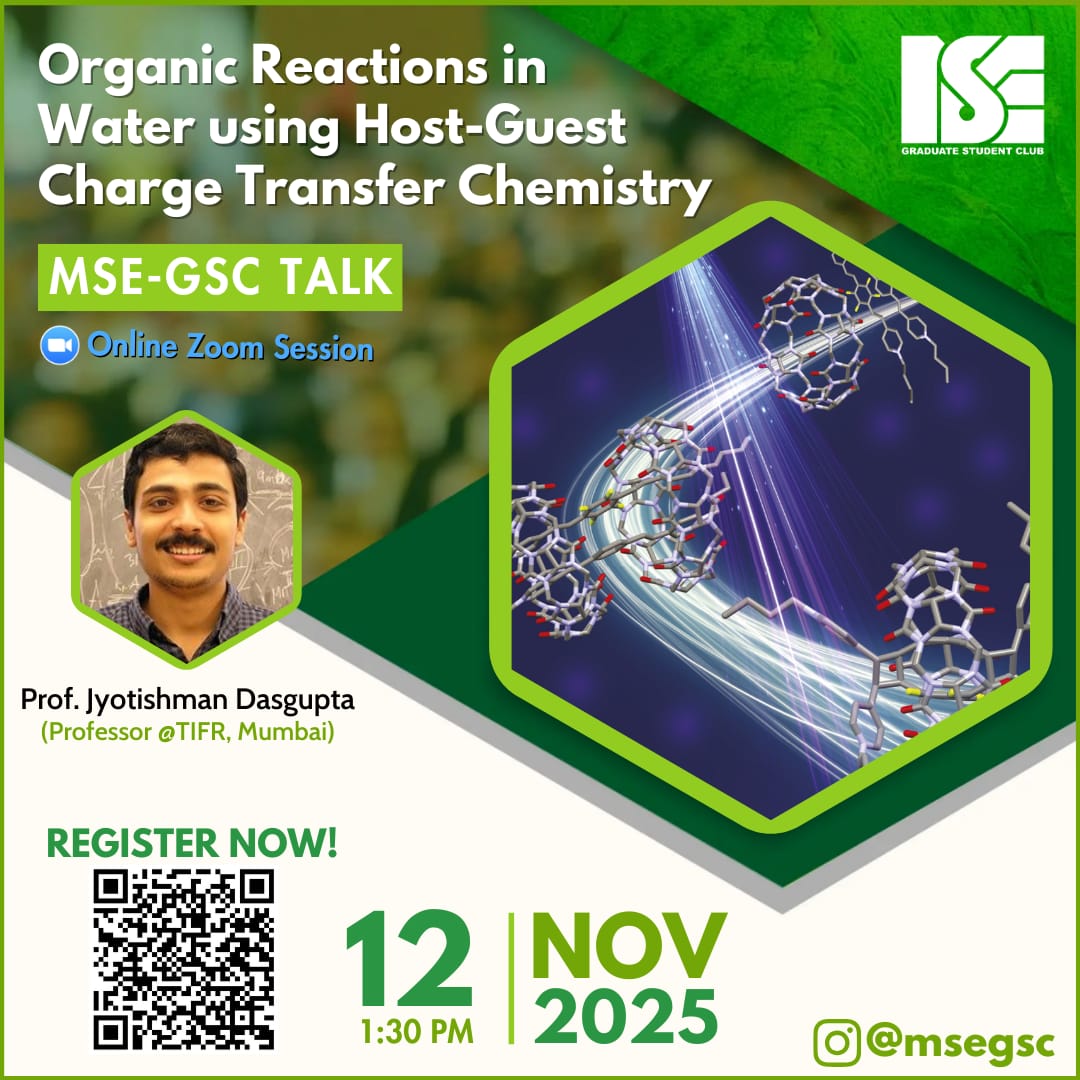 Organic Reactions in
Water using Host-Guest
Charge Transfer Chemistry
MSE
GRADUATE STUDENT CLUB
MSE-GSC TALK
Online Zoom Session
Prof. Jyotishman Dasgupta
(Professor @TIFR, Mumbai)
REGISTER NOW!
12
1:30 PM
NOV
2025
@msegsc